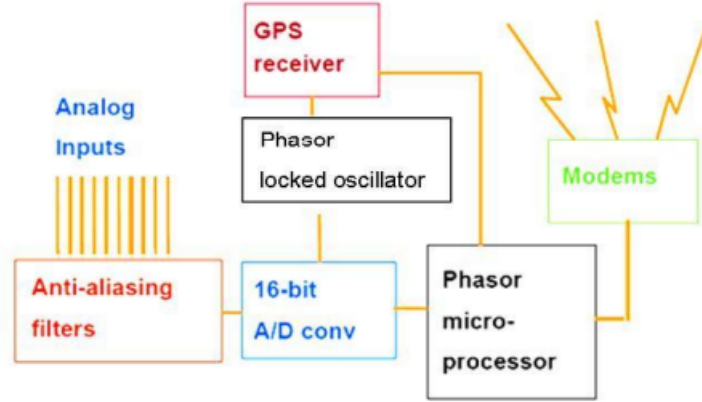 GPS
receiver
Analog
Inputs
Phasor
locked oscillator
Modems
Anti-aliasing
filters
16-bit
A/D conv
Phasor
micro-
processor